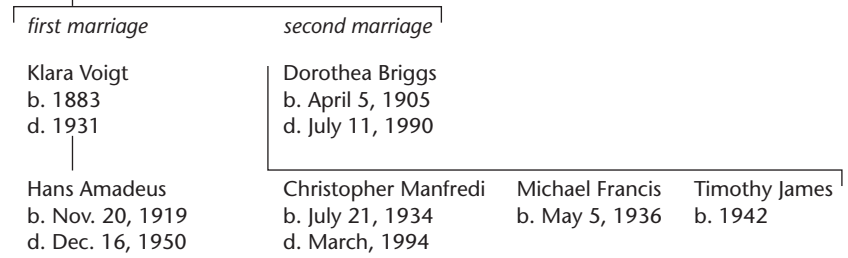 first marriage
second marriage
Klara Voigt
b. 1883
d. 1931
Dorothea Briggs
b. April 5, 1905
d. July 11, 1990
Hans Amadeus
b. Nov. 20, 1919
d. Dec. 16, 1950
Christopher Manfredi
b. July 21, 1934
d. March, 1994
Michael Francis
b. May 5, 1936
Timothy James
b. 1942